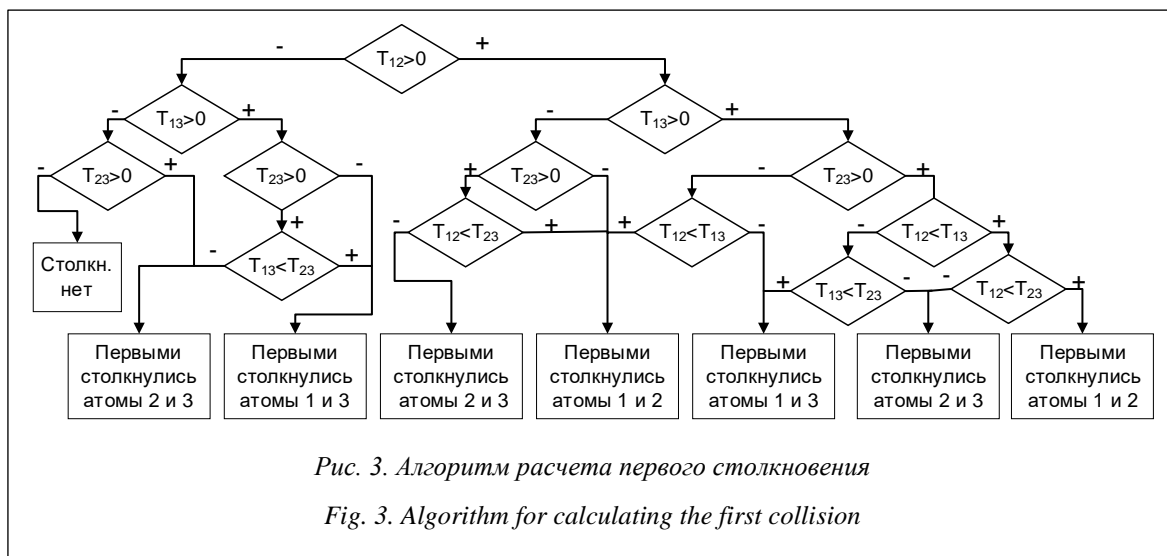 - T₁₂>0 +
- T₁₃>0 +
- T₁₃>0 +
- T₂₃>0 +
T₂₃>0 -
+
+ T₂₃>0 -
- T₂₃>0 +
Столкн.
нет
- T₁₃<T₂₃ +
- T₁₂<T₂₃ +
+ T₁₂<T₁₃ -
- T₁₂<T₁₃ +
+ T₁₃<T₂₃ -
- T₁₂<T₂₃ +
Первыми
столкнулись
атомы 2 и 3
Первыми
столкнулись
атомы 1 и 3
Первыми
столкнулись
атомы 2 и 3
Первыми
столкнулись
атомы 1 и 2
Первыми
столкнулись
атомы 1 и 3
Первыми
столкнулись
атомы 2 и 3
Первыми
столкнулись
атомы 1 и 2
Рис. 3. Алгоритм расчета первого столкновения
Fig. 3. Algorithm for calculating the first collision